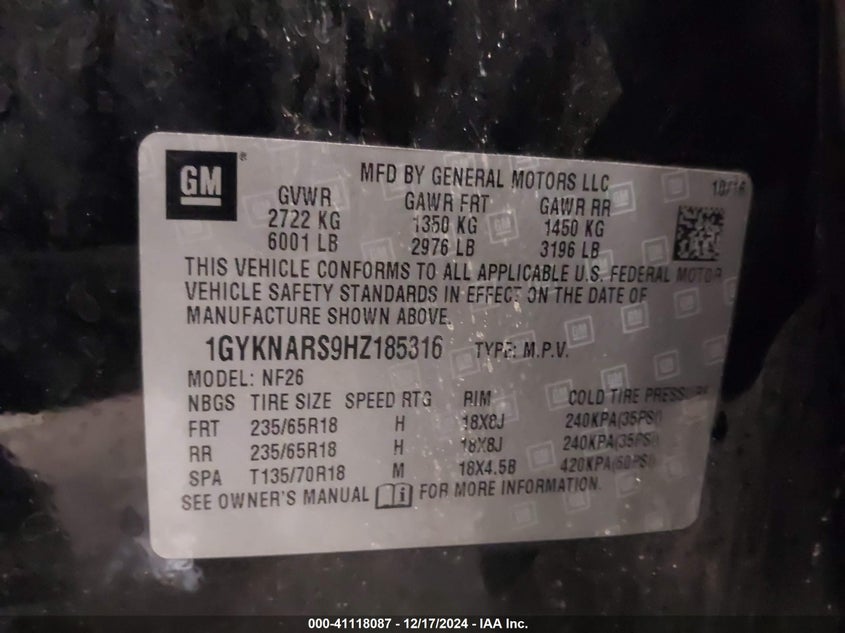 GM ®
MFD BY GENERAL MOTORS LLC 10/16
GVWR GAWR FRT GAWR RR
2722 KG 1350 KG 1450 KG
6001 LB 2976 LB 3196 LB
THIS VEHICLE CONFORMS TO ALL APPLICABLE U.S. FEDERAL MOTOR
VEHICLE SAFETY STANDARDS IN EFFECT ON THE DATE OF
MANUFACTURE SHOWN ABOVE.
1GYKNARS9HZ185316 TYPE: M.P.V.
MODEL: NF26
NBGS TIRE SIZE SPEED RTG RIM COLD TIRE PRESSURE
FRT 235/65R18 H 18X8J 240KPA(35PSI)
RR 235/65R18 H 18X8J 240KPA(35PSI)
SPA T135/70R18 M 18X4.5B 420KPA(60PSI)
SEE OWNER'S MANUAL FOR MORE INFORMATION.
000-41118087 - 12/17/2024 - IAA Inc.